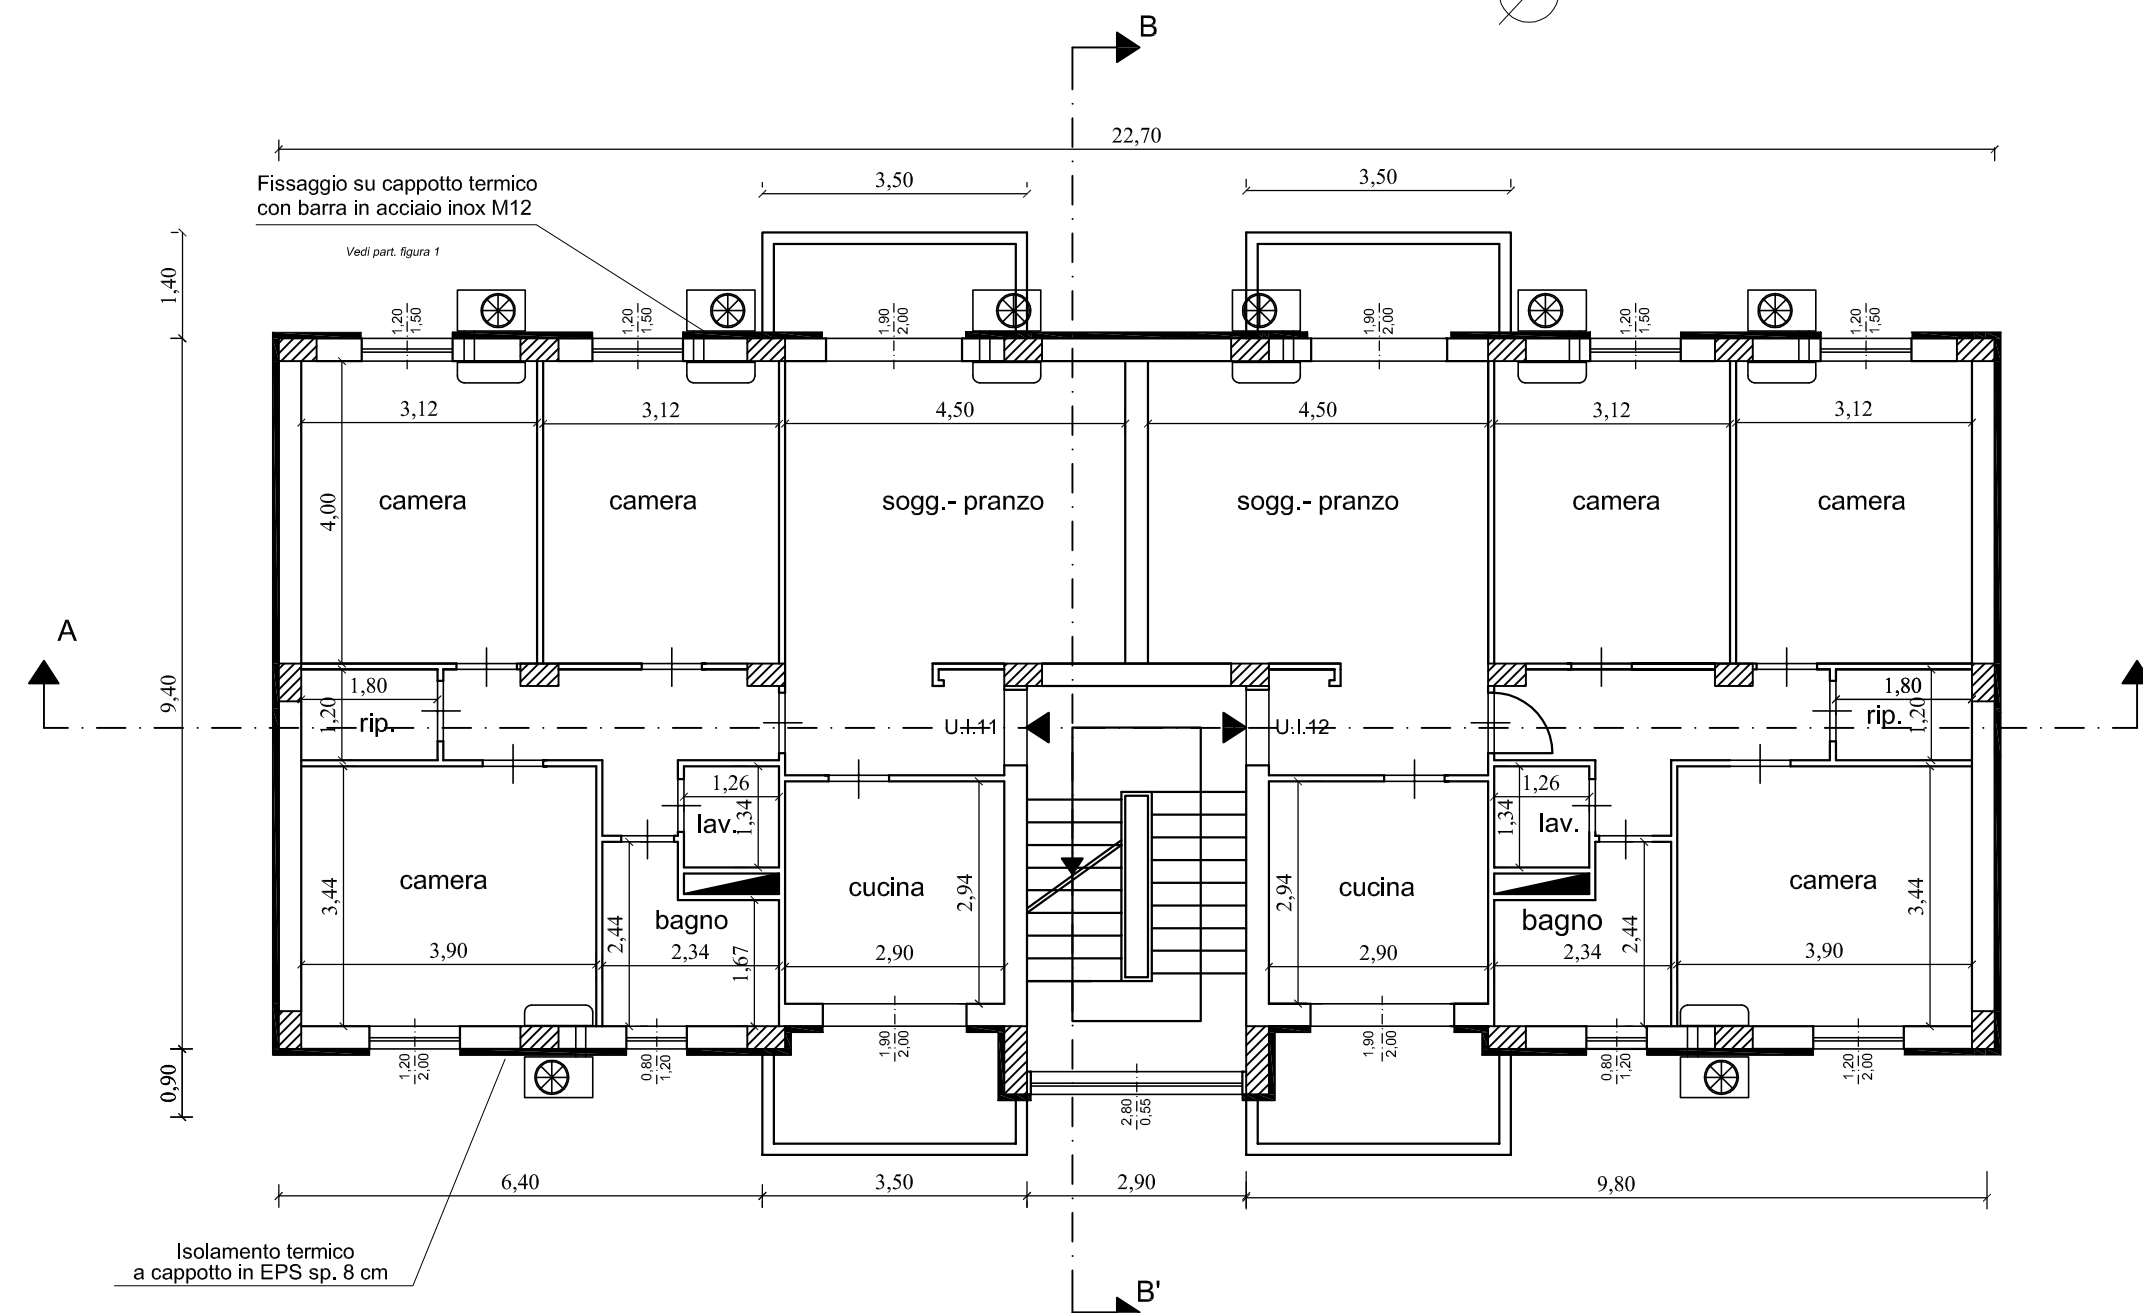 B
22,70
3,50
3,50
Fissaggio su cappotto termico
con barra in acciaio inox M12
Vedi part. figura 1
1,40
1,20
1,50
1,20
1,50
1,90
2,00
1,90
2,00
1,20
1,50
1,20
1,50
3,12
3,12
4,50
4,50
3,12
3,12
4,00
camera
camera
sogg.- pranzo
sogg.- pranzo
camera
camera
A
9,40
1,80
1,20
rip.
U.I.11
U.I.12
1,80
1,20
rip.
1,26
1,34
lav.
1,26
1,34
lav.
camera
3,44
3,90
bagno
2,44
2,34
1,67
cucina
2,94
2,90
cucina
2,94
2,90
bagno
2,34
2,44
camera
3,44
3,90
0,90
1,20
2,00
0,80
1,20
1,90
2,00
2,80
0,55
1,90
2,00
0,80
1,20
1,20
2,00
6,40
3,50
2,90
9,80
Isolamento termico
a cappotto in EPS sp. 8 cm
B'